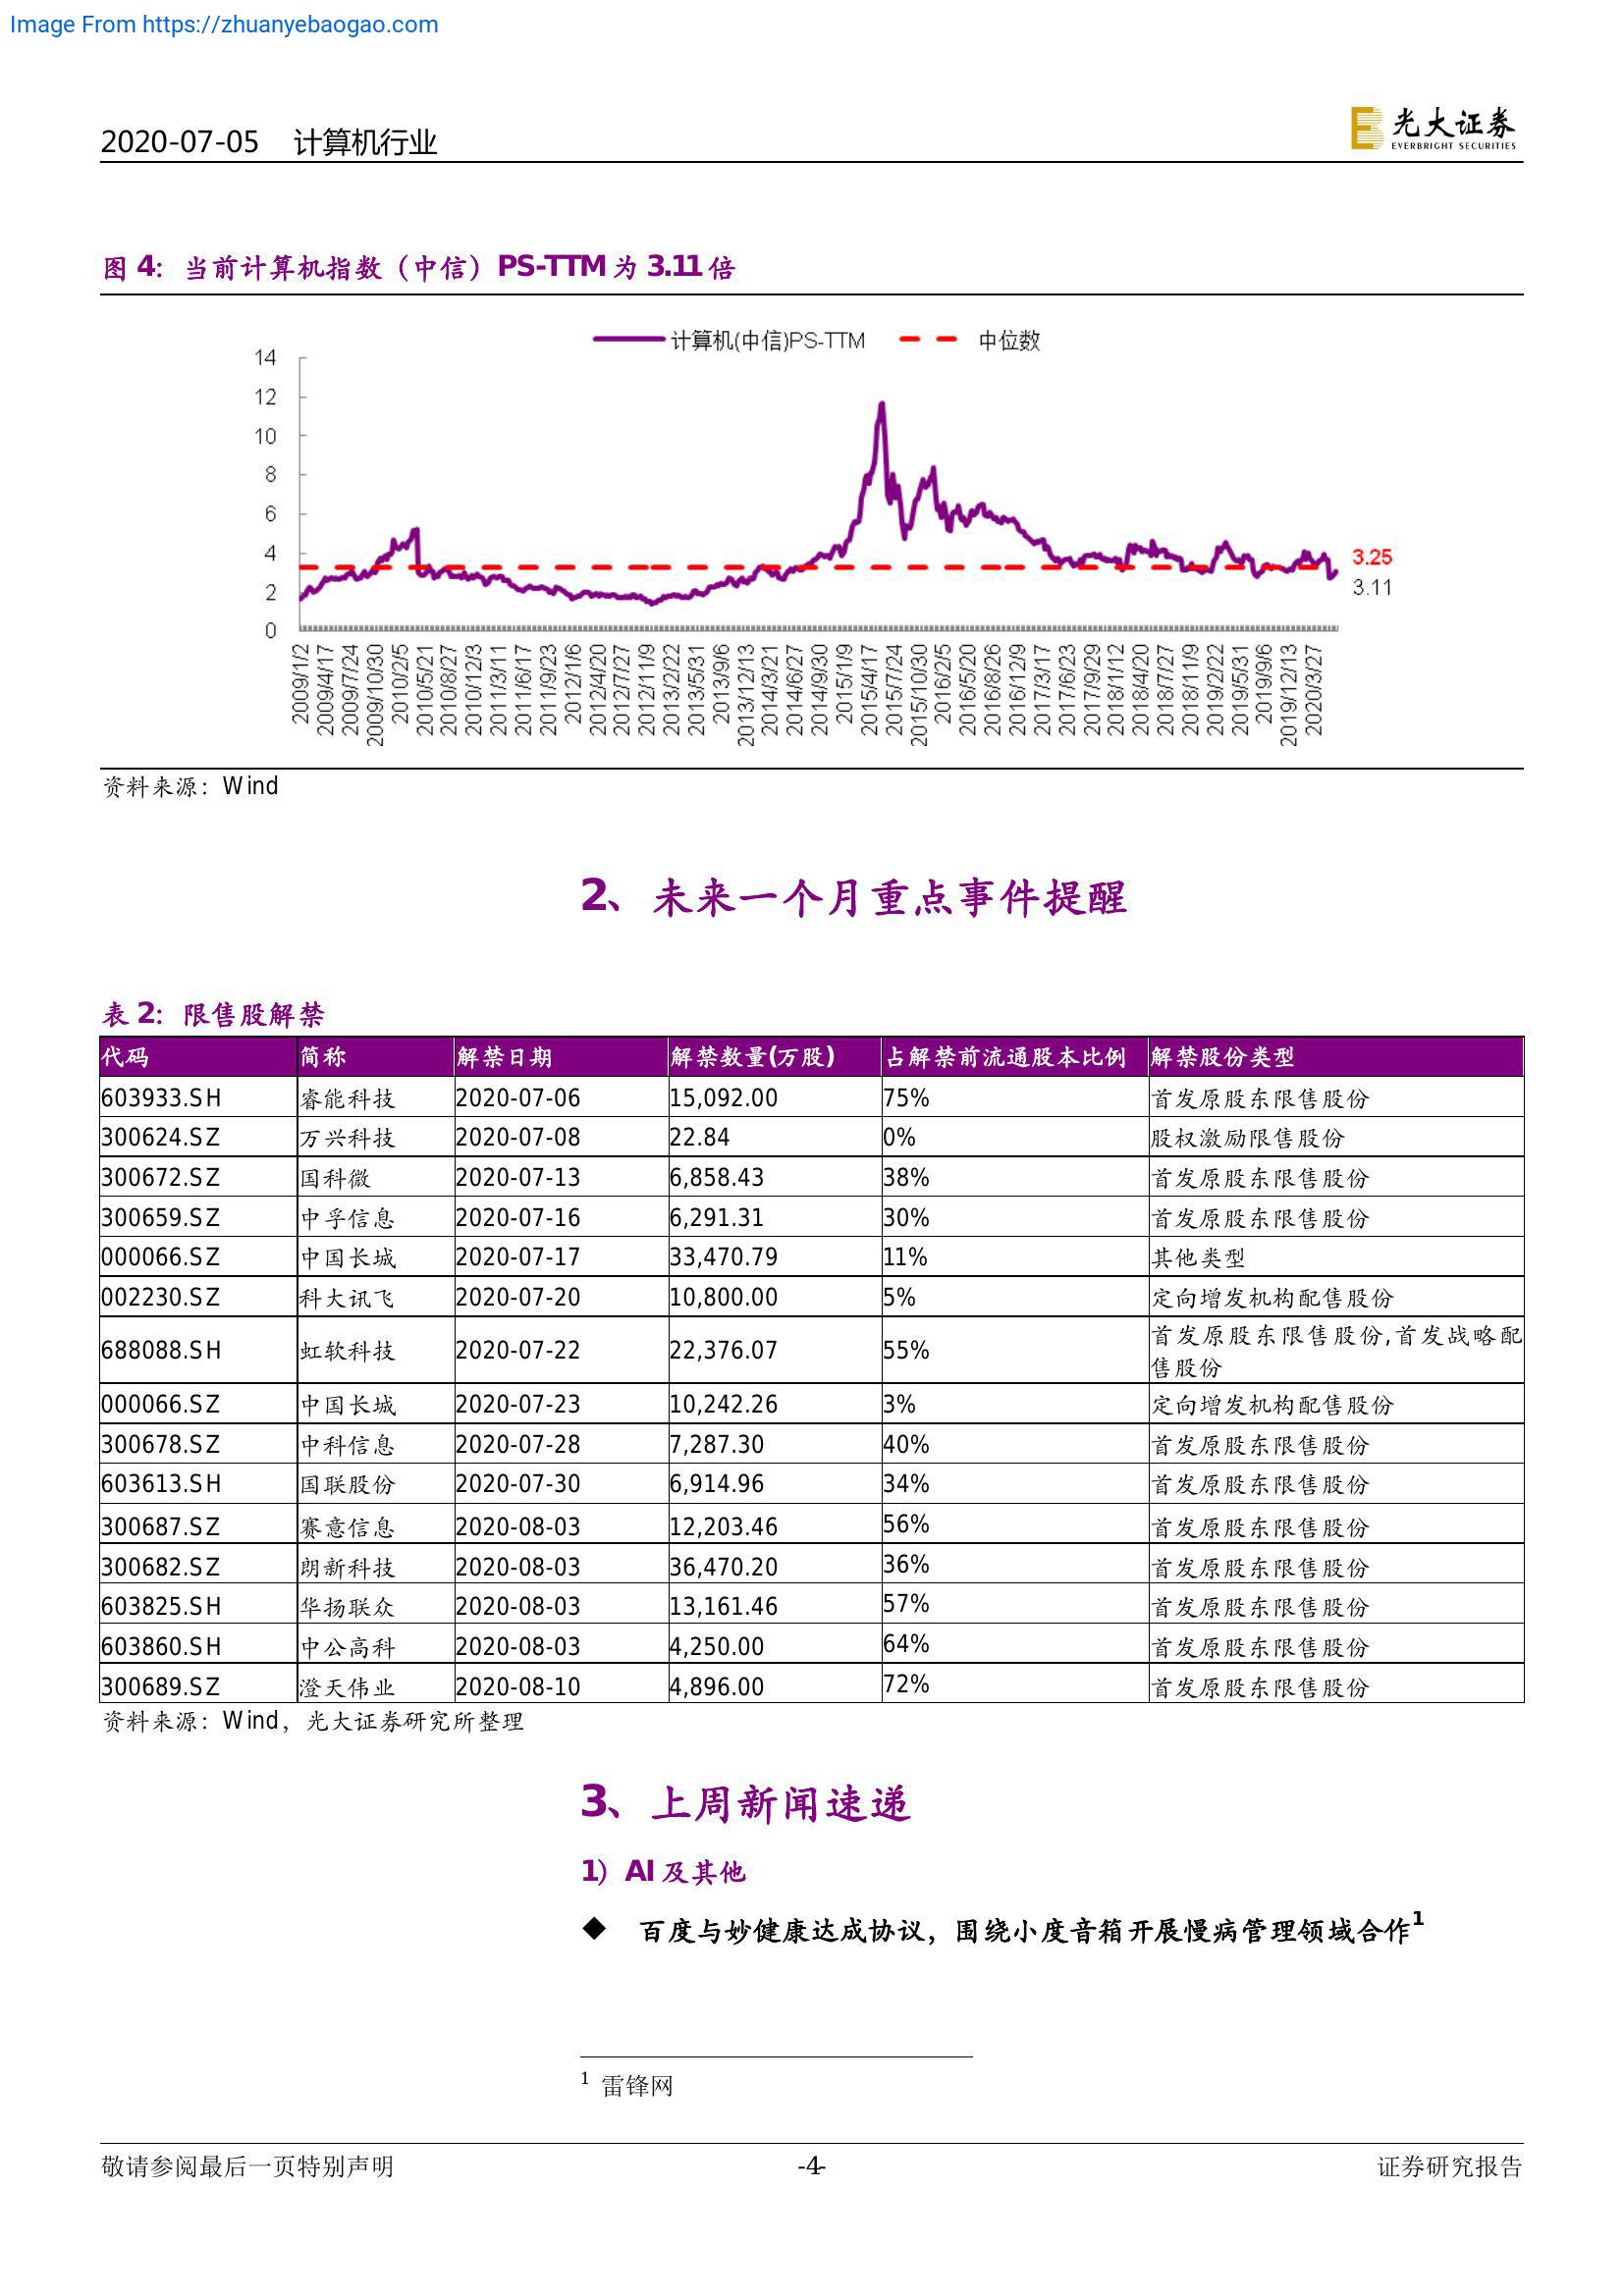 Image From https://zhuanyebaogao.com
2020-07-05 计算机行业
光大证券
EVERBRIGHT SECURITIES
图 4：当前计算机指数（中信）PS-TTM 为 3.11 倍
计算机(中信)PS-TTM 中位数
14
12
10
8
6
4
2
0
3.25
3.11
2009/1/2 2009/4/17 2009/7/24 2009/10/30 2010/2/5 2010/5/21 2010/8/27 2010/12/3 2011/3/11 2011/6/17 2011/9/23 2012/1/6 2012/4/20 2012/7/27 2012/11/9 2013/2/22 2013/5/31 2013/9/6 2013/12/13 2014/3/21 2014/6/27 2014/9/30 2015/1/9 2015/4/17 2015/7/24 2015/10/30 2016/2/5 2016/5/20 2016/8/26 2016/12/9 2017/3/17 2017/6/23 2017/9/29 2018/1/12 2018/4/20 2018/7/27 2018/11/9 2019/2/22 2019/5/31 2019/9/6 2019/12/13 2020/3/27
资料来源：Wind
2、未来一个月重点事件提醒
表 2：限售股解禁
代码 简称 解禁日期 解禁数量(万股) 占解禁前流通股本比例 解禁股份类型
603933.SH 睿能科技 2020-07-06 15,092.00 75% 首发原股东限售股份
300624.SZ 万兴科技 2020-07-08 22.84 0% 股权激励限售股份
300672.SZ 国科微 2020-07-13 6,858.43 38% 首发原股东限售股份
300659.SZ 中孚信息 2020-07-16 6,291.31 30% 首发原股东限售股份
000066.SZ 中国长城 2020-07-17 33,470.79 11% 其他类型
002230.SZ 科大讯飞 2020-07-20 10,800.00 5% 定向增发机构配售股份
688088.SH 虹软科技 2020-07-22 22,376.07 55% 首发原股东限售股份,首发战略配
售股份
000066.SZ 中国长城 2020-07-23 10,242.26 3% 定向增发机构配售股份
300678.SZ 中科信息 2020-07-28 7,287.30 40% 首发原股东限售股份
603613.SH 国联股份 2020-07-30 6,914.96 34% 首发原股东限售股份
300687.SZ 赛意信息 2020-08-03 12,203.46 56% 首发原股东限售股份
300682.SZ 朗新科技 2020-08-03 36,470.20 36% 首发原股东限售股份
603825.SH 华扬联众 2020-08-03 13,161.46 57% 首发原股东限售股份
603860.SH 中公高科 2020-08-03 4,250.00 64% 首发原股东限售股份
300689.SZ 澄天伟业 2020-08-10 4,896.00 72% 首发原股东限售股份
资料来源：Wind，光大证券研究所整理
3、上周新闻速递
1）AI 及其他
◆ 百度与妙健康达成协议，围绕小度音箱开展慢病管理领域合作1
1 雷锋网
敬请参阅最后一页特别声明 -4- 证券研究报告